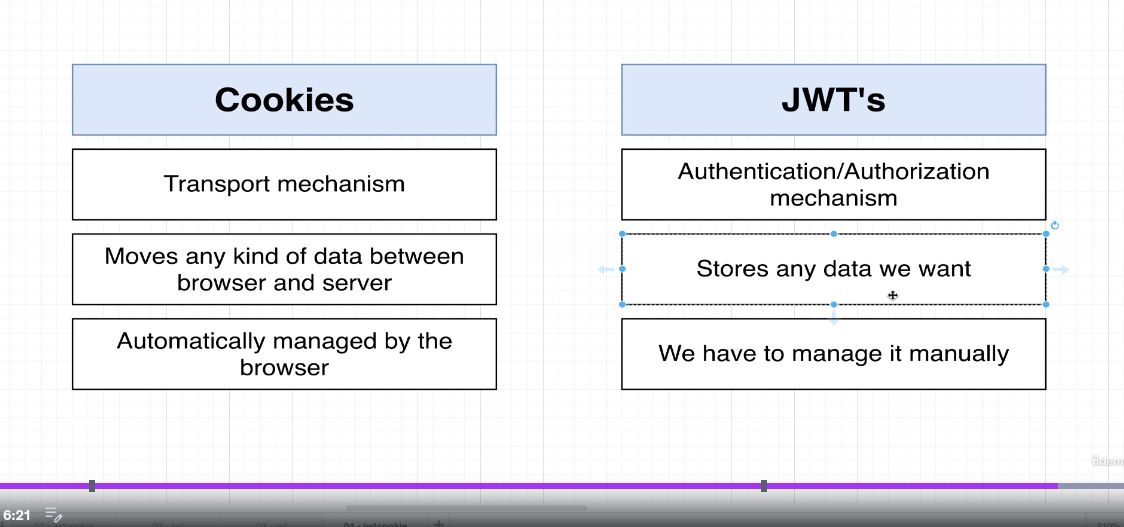 Cookies
JWT's
Transport mechanism
Authentication/Authorization
mechanism
Moves any kind of data between
browser and server
Stores any data we want
Automatically managed by the
browser
We have to manage it manually
6:21